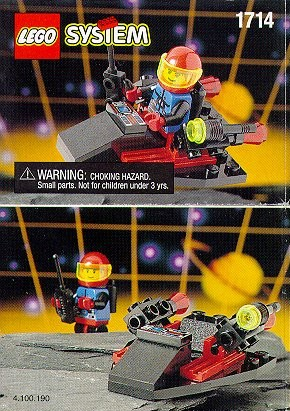 LEGO SYSTEM 1714
WARNING: CHOKING HAZARD.
Small parts. Not for children under 3 yrs.
4.100.190